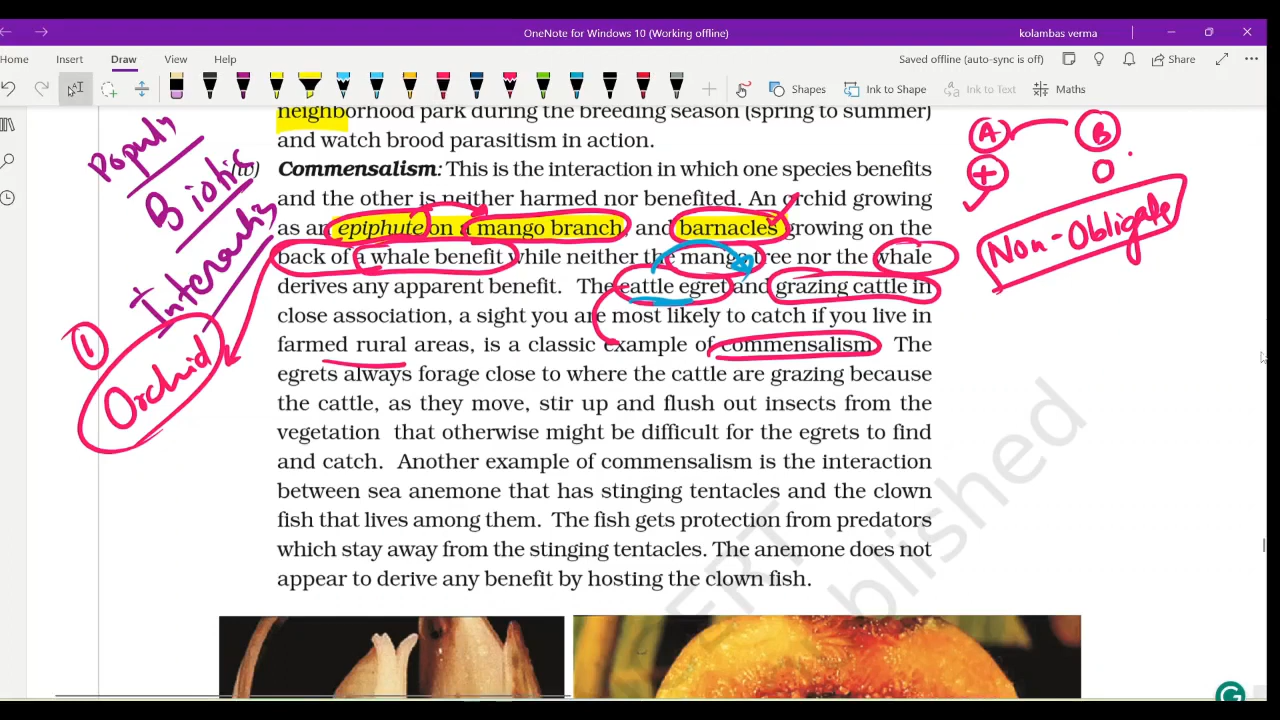 OneNote for Windows 10 (Working offline)
kolambas verma
Home Insert Draw View Help
Saved offline (auto-sync is off)
Share
Shapes
Ink to Shape
Ink to Text
Maths
neighborhood park during the breeding season (spring to summer)
and watch brood parasitism in action.
Commensalism: This is the interaction in which one species benefits
and the other is neither harmed nor benefited. An orchid growing
as an epiphute on a mango branch, and barnacles growing on the
back of a whale benefit while neither the mango tree nor the whale
derives any apparent benefit. The cattle egret and grazing cattle in
close association, a sight you are most likely to catch if you live in
farmed rural areas, is a classic example of commensalism. The
egrets always forage close to where the cattle are grazing because
the cattle, as they move, stir up and flush out insects from the
vegetation that otherwise might be difficult for the egrets to find
and catch. Another example of commensalism is the interaction
between sea anemone that has stinging tentacles and the clown
fish that lives among them. The fish gets protection from predators
which stay away from the stinging tentacles. The anemone does not
appear to derive any benefit by hosting the clown fish.
Biotis
1
Orchid
A B
+ 0
Non-Obligate
published